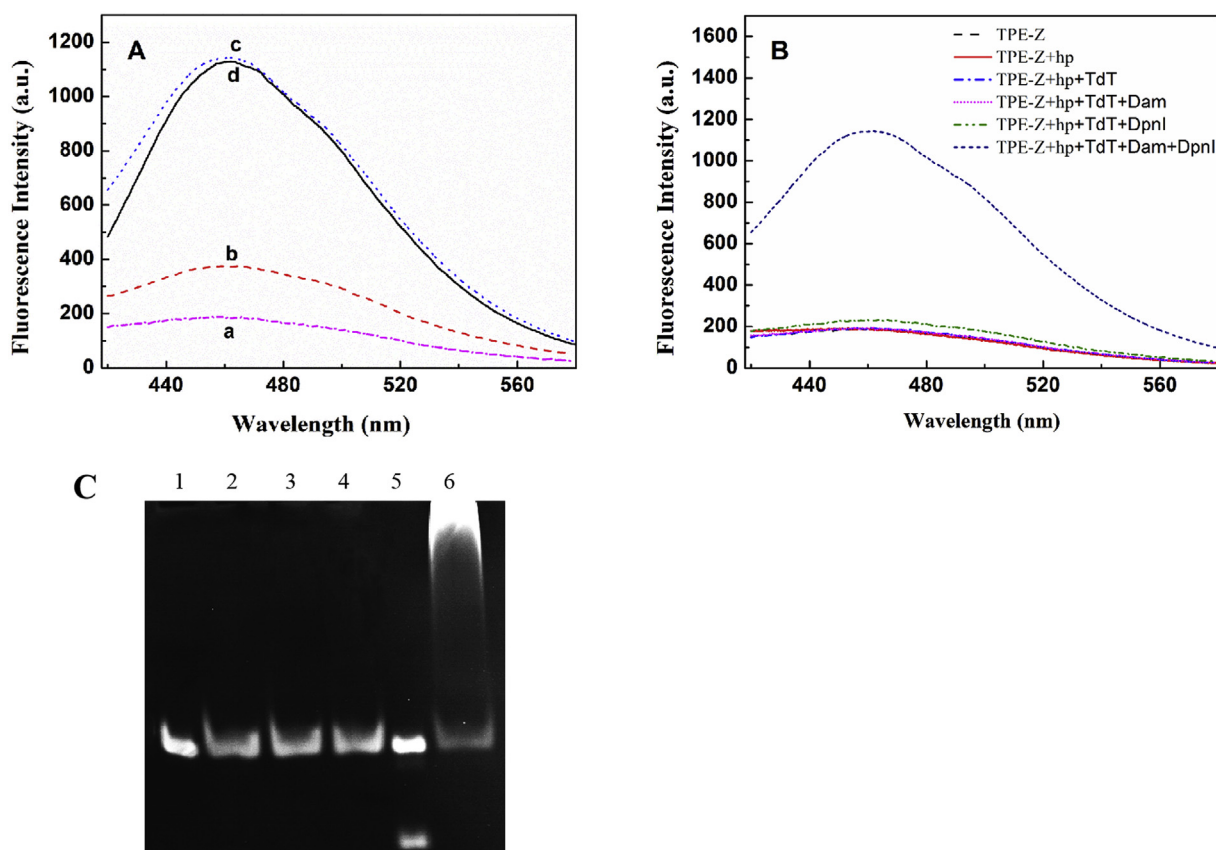 A
1200
1000
800
600
400
200
0
440 480 520 560
Fluorescence Intensity (a.u.)
Wavelength (nm)
c
d
b
a
B
1600
1400
1200
1000
800
600
400
200
0
440 480 520 560
Fluorescence Intensity (a.u.)
Wavelength (nm)
TPE-Z
TPE-Z+hp
TPE-Z+hp+TdT
TPE-Z+hp+TdT+Dam
TPE-Z+hp+TdT+DpnI
TPE-Z+hp+TdT+Dam+DpnI
C
1 2 3 4 5 6